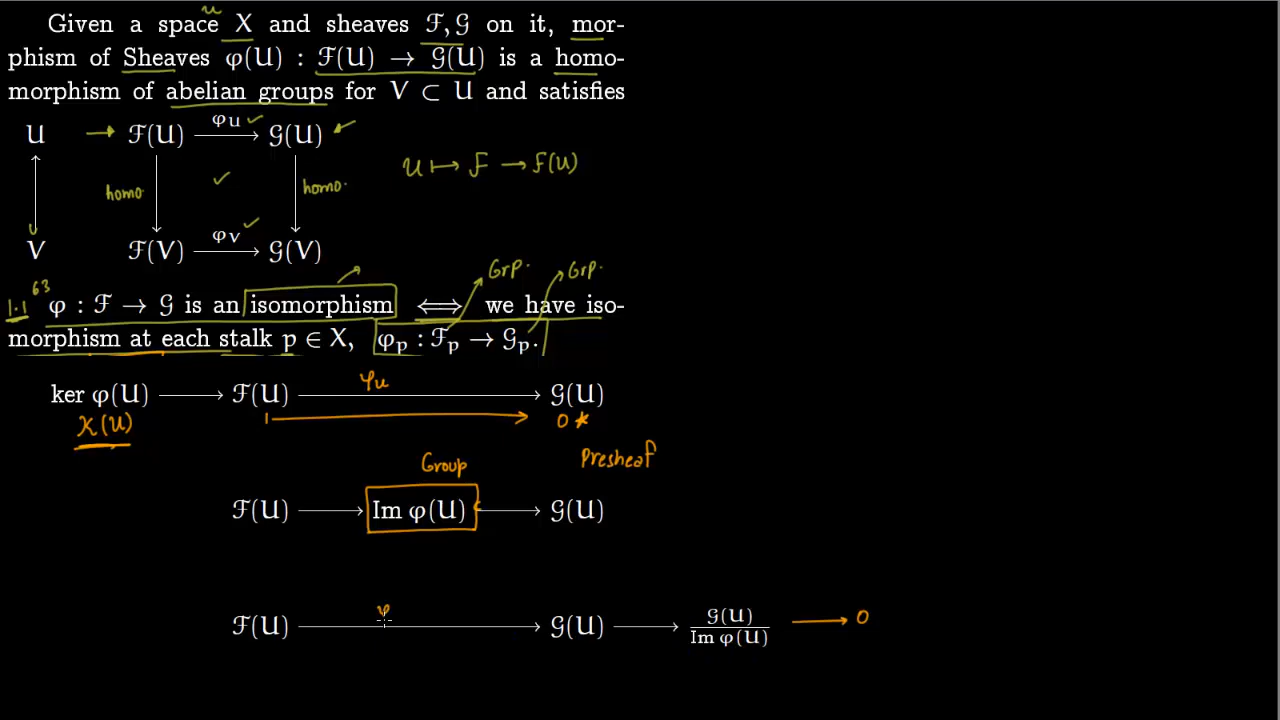 u
Given a space X and sheaves ℱ, 𝒢 on it, mor-
phism of Sheaves φ(U) : ℱ(U) → 𝒢(U) is a homo-
morphism of abelian groups for V ⊂ U and satisfies
U → ℱ(U) φU 𝒢(U)
U ↦ F → F(U)
homo. homo.
V ℱ(V) φV 𝒢(V)
Grp. Grp.
1.1 63 φ : ℱ → 𝒢 is an isomorphism ⟺ we have iso-
morphism at each stalk p ∈ X, φp : ℱp → 𝒢p.
φu
ker φ(U) → ℱ(U) → 𝒢(U)
K(U) 1 0 *
Group Presheaf
ℱ(U) → Im φ(U) → 𝒢(U)
φ
ℱ(U) → 𝒢(U) → 𝒢(U) / Im φ(U) → 0